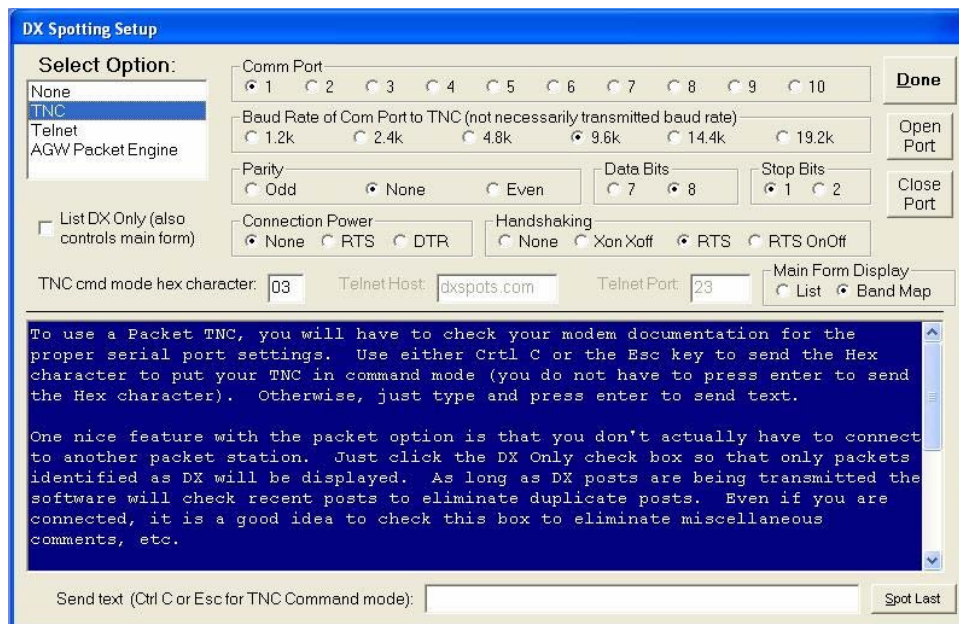 DX Spotting Setup
Select Option:
None
TNC
Telnet
AGW Packet Engine
List DX Only (also
controls main form)
Comm Port
1 2 3 4 5 6 7 8 9 10
Baud Rate of Com Port to TNC (not necessarily transmitted baud rate)
1.2k 2.4k 4.8k 9.6k 14.4k 19.2k
Parity
Odd None Even
Data Bits
7 8
Stop Bits
1 2
Connection Power
None RTS DTR
Handshaking
None Xon Xoff RTS RTS OnOff
Done
Open
Port
Close
Port
TNC cmd mode hex character: 03
Telnet Host: dxspots.com
Telnet Port: 23
Main Form Display
List Band Map
To use a Packet TNC, you will have to check your modem documentation for the
proper serial port settings. Use either Crtl C or the Esc key to send the Hex
character to put your TNC in command mode (you do not have to press enter to send
the Hex character). Otherwise, just type and press enter to send text.
One nice feature with the packet option is that you don't actually have to connect
to another packet station. Just click the DX Only check box so that only packets
identified as DX will be displayed. As long as DX posts are being transmitted the
software will check recent posts to eliminate duplicate posts. Even if you are
connected, it is a good idea to check this box to eliminate miscellaneous
comments, etc.
Send text (Ctrl C or Esc for TNC Command mode):
Spot Last